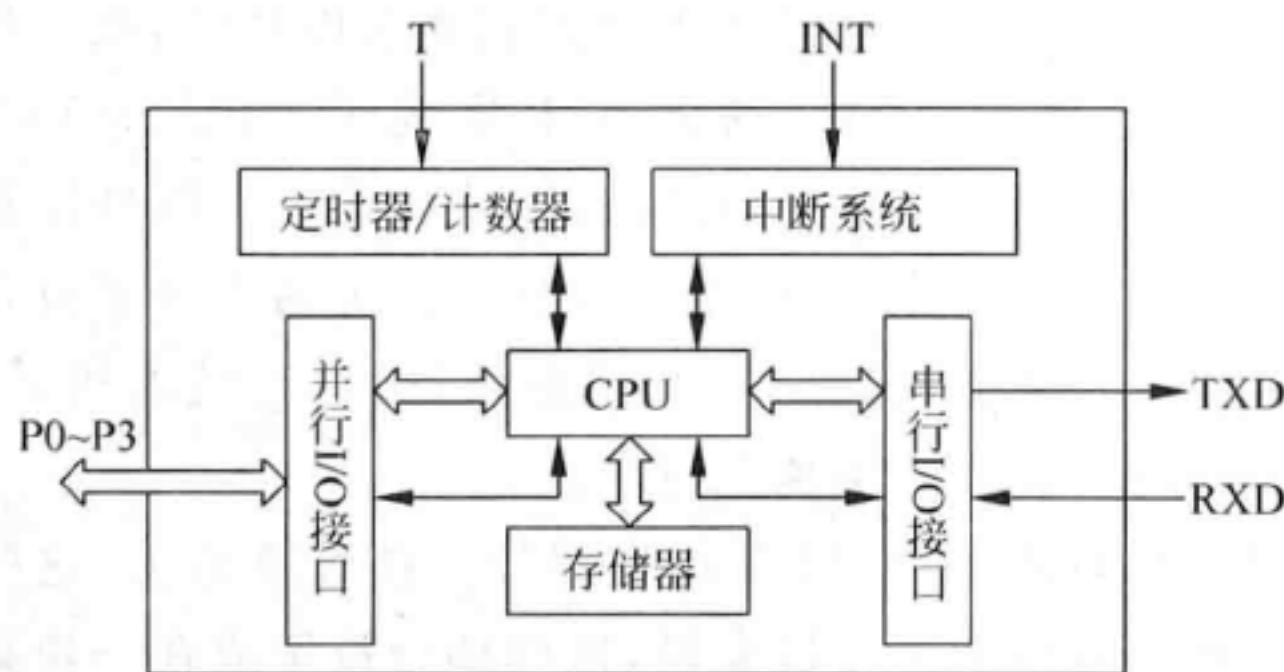 T
INT
定时器/计数器
中断系统
并行I/O接口
CPU
串行I/O接口
TXD
P0~P3
RXD
存储器